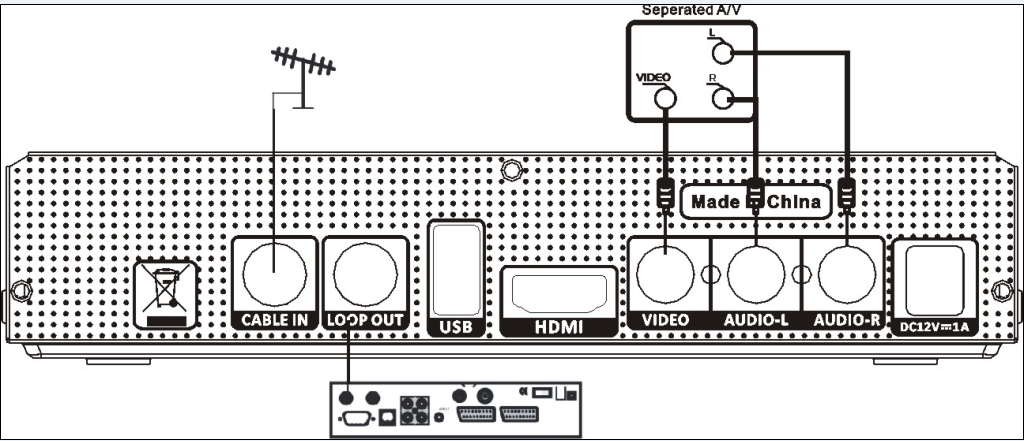 Seperated A/V
L
VIDEO
R
Made China
CABLE IN
LOOP OUT
USB
HDMI
VIDEO
AUDIO-L
AUDIO-R
DC12V⎓1A